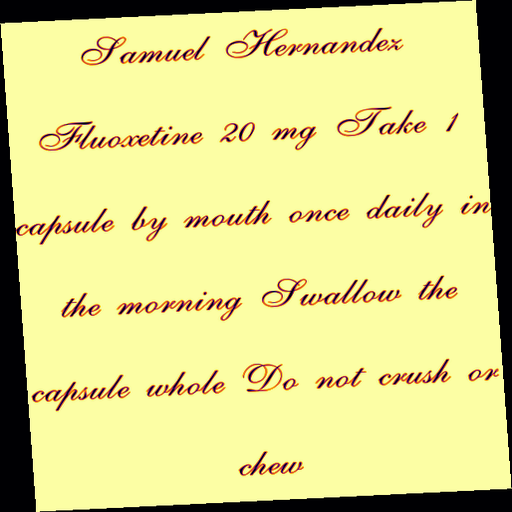 Samuel Hernandez
Fluoxetine 20 mg Take 1
capsule by mouth once daily in
the morning Swallow the
capsule whole Do not crush or
chew